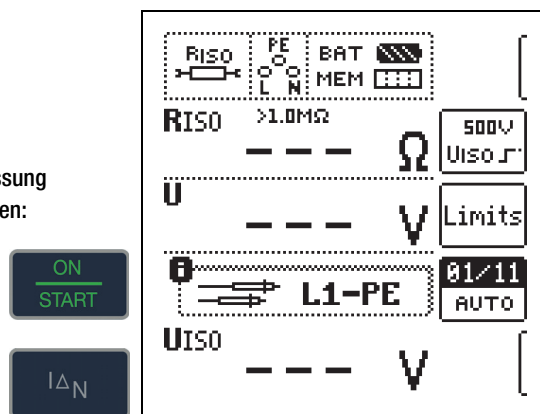 ssung
en:
ON
START
I∆N
RISO
PE
L N
BAT
MEM
RISO >1.0MΩ
--- Ω
500V
UISO
U
--- V
Limits
L1-PE
01/11
AUTO
UISO
--- V